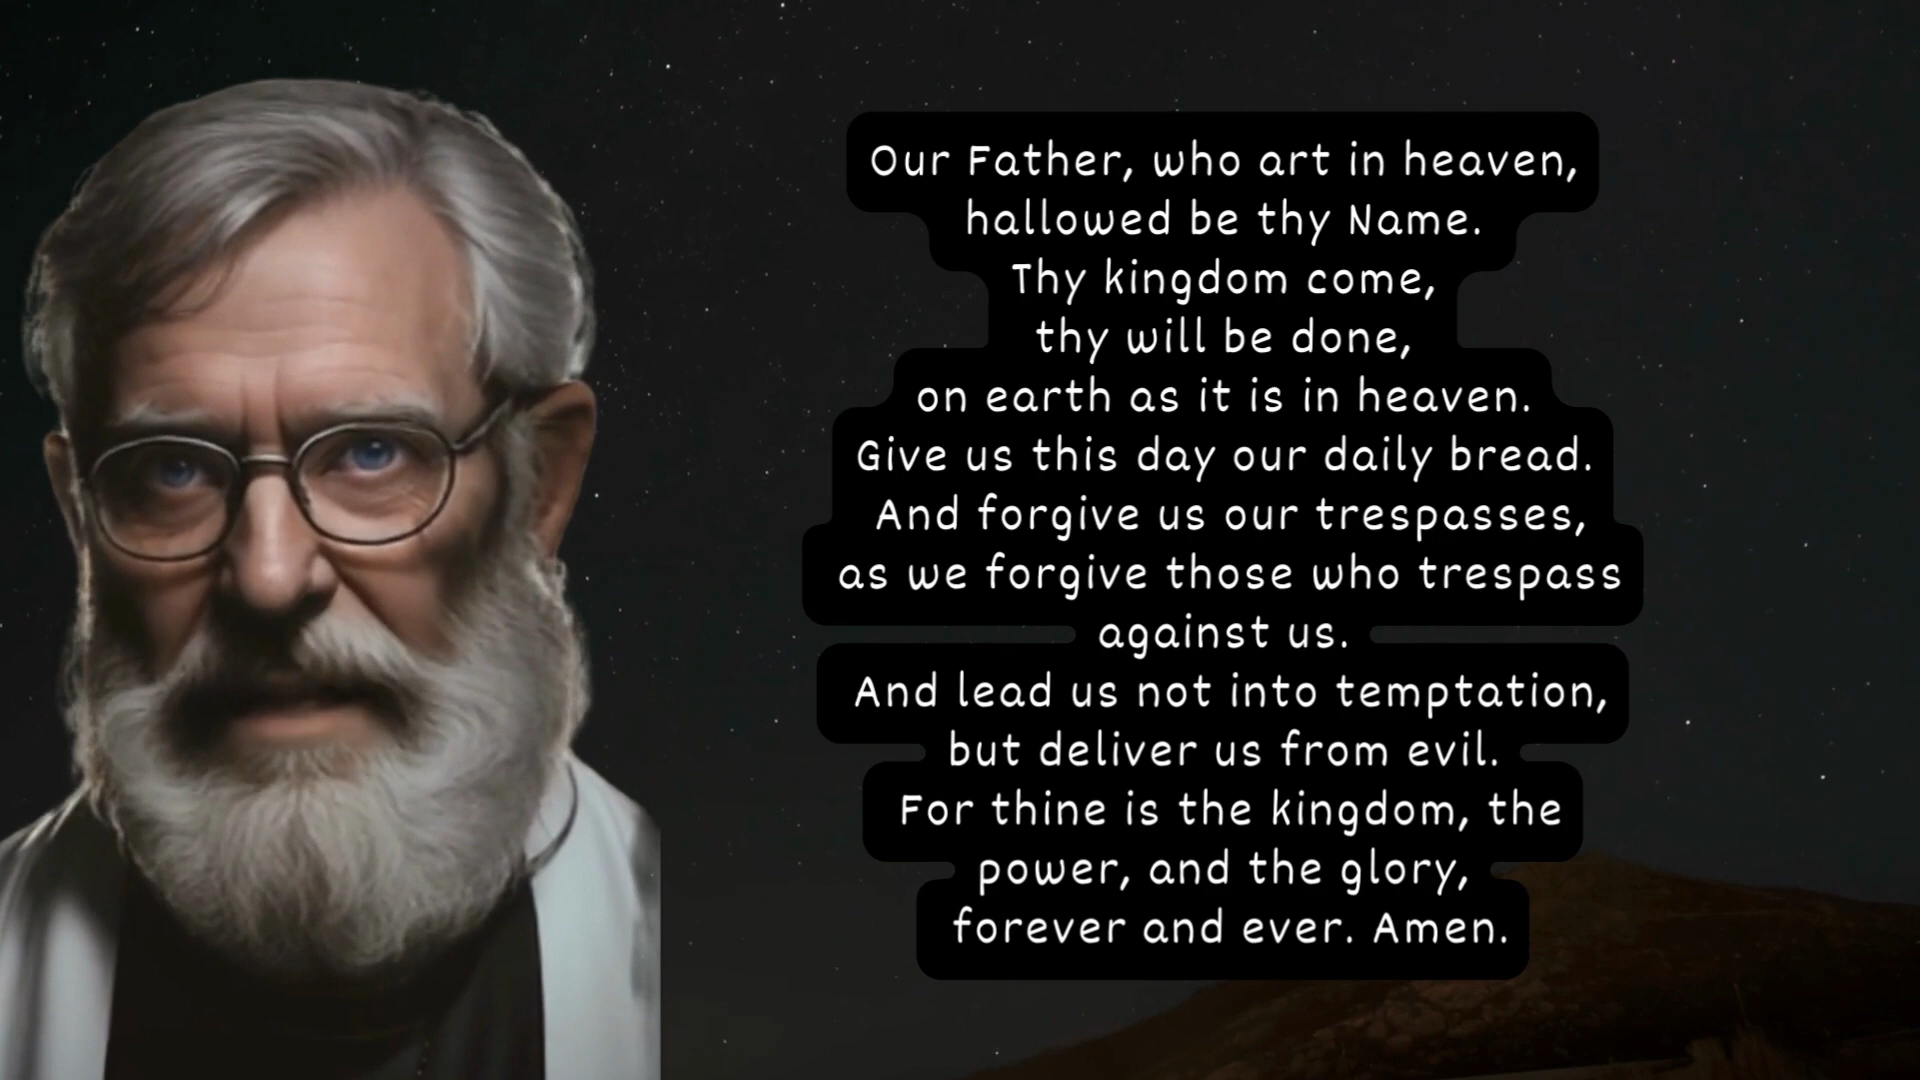 Our Father, who art in heaven,
hallowed be thy Name.
Thy kingdom come,
thy will be done,
on earth as it is in heaven.
Give us this day our daily bread.
And forgive us our trespasses,
as we forgive those who trespass
against us.
And lead us not into temptation,
but deliver us from evil.
For thine is the kingdom, the
power, and the glory,
forever and ever. Amen.